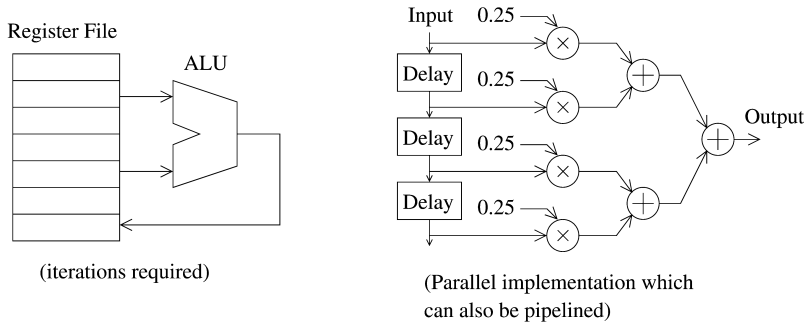 Register File
ALU
(iterations required)
Input
0.25
×
Delay
0.25
×
+
Delay
0.25
×
+
Output
Delay
0.25
×
+
(Parallel implementation which
can also be pipelined)